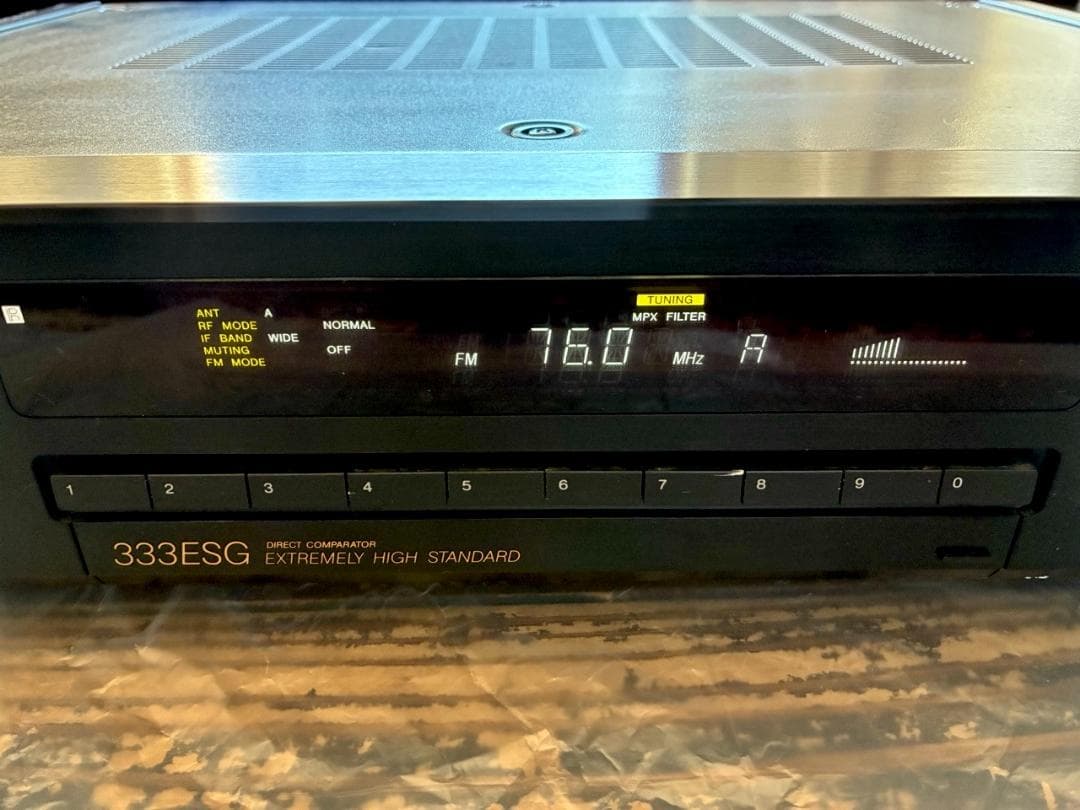 R
ANT A
RF MODE NORMAL
IF BAND WIDE
MUTING OFF
FM MODE
TUNING
MPX FILTER
FM 76.0 MHz A
1 2 3 4 5 6 7 8 9 0
333ESG DIRECT COMPARATOR
EXTREMELY HIGH STANDARD